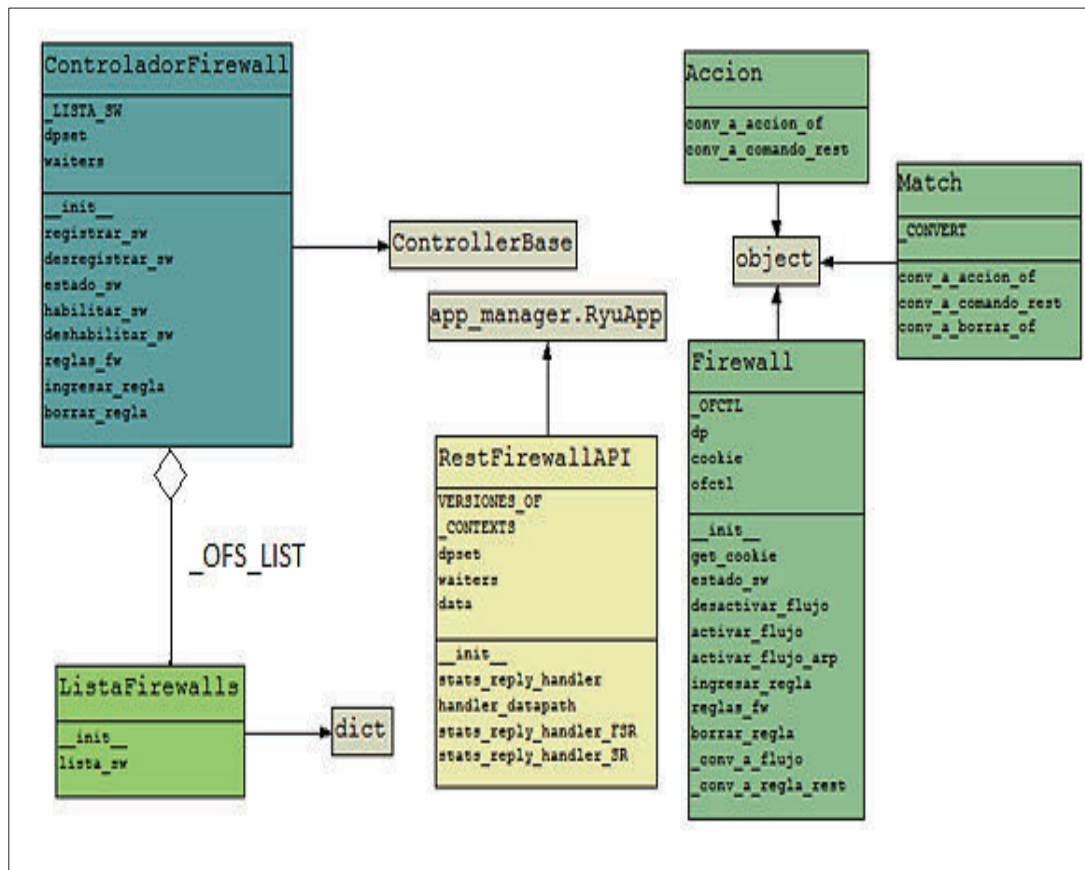 ControladorFirewall
_LISTA_SW
dpset
waiters
__init__
registrar_sw
desregistrar_sw
estado_sw
habilitar_sw
deshabilitar_sw
reglas_fw
ingresar_regla
borrar_regla
_OFS_LIST
ListaFirewalls
__init__
lista_sw
dict
ControllerBase
app_manager.RyuApp
RestFirewallAPI
VERSIONES_OF
_CONTEXTS
dpset
waiters
data
__init__
stats_reply_handler
handler_datapath
stats_reply_handler_FSR
stats_reply_handler_SR
Accion
conv_a_accion_of
conv_a_comando_rest
Match
_CONVERT
conv_a_accion_of
conv_a_comando_rest
conv_a_borrar_of
object
Firewall
_OFCTL
dp
cookie
ofctl
__init__
get_cookie
estado_sw
desactivar_flujo
activar_flujo
activar_flujo_arp
ingresar_regla
reglas_fw
borrar_regla
_conv_a_flujo
_conv_a_regla_rest